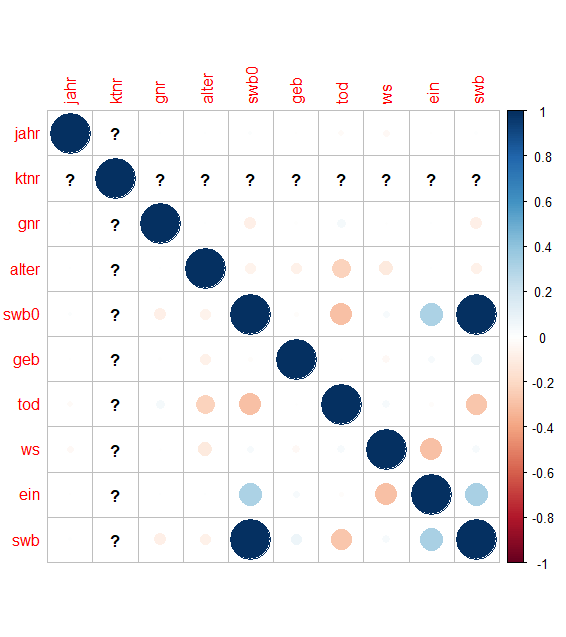 jahr ktnr gnr alter swb0 geb tod ws ein swb
jahr ? 1
ktnr ? ? ? ? ? ? ? ? ? 0.8
gnr ? 0.6
alter ? 0.4
swb0 ? 0.2
geb ? 0
tod ? -0.2
ws ? -0.4
ein ? -0.6
swb ? -0.8
-1